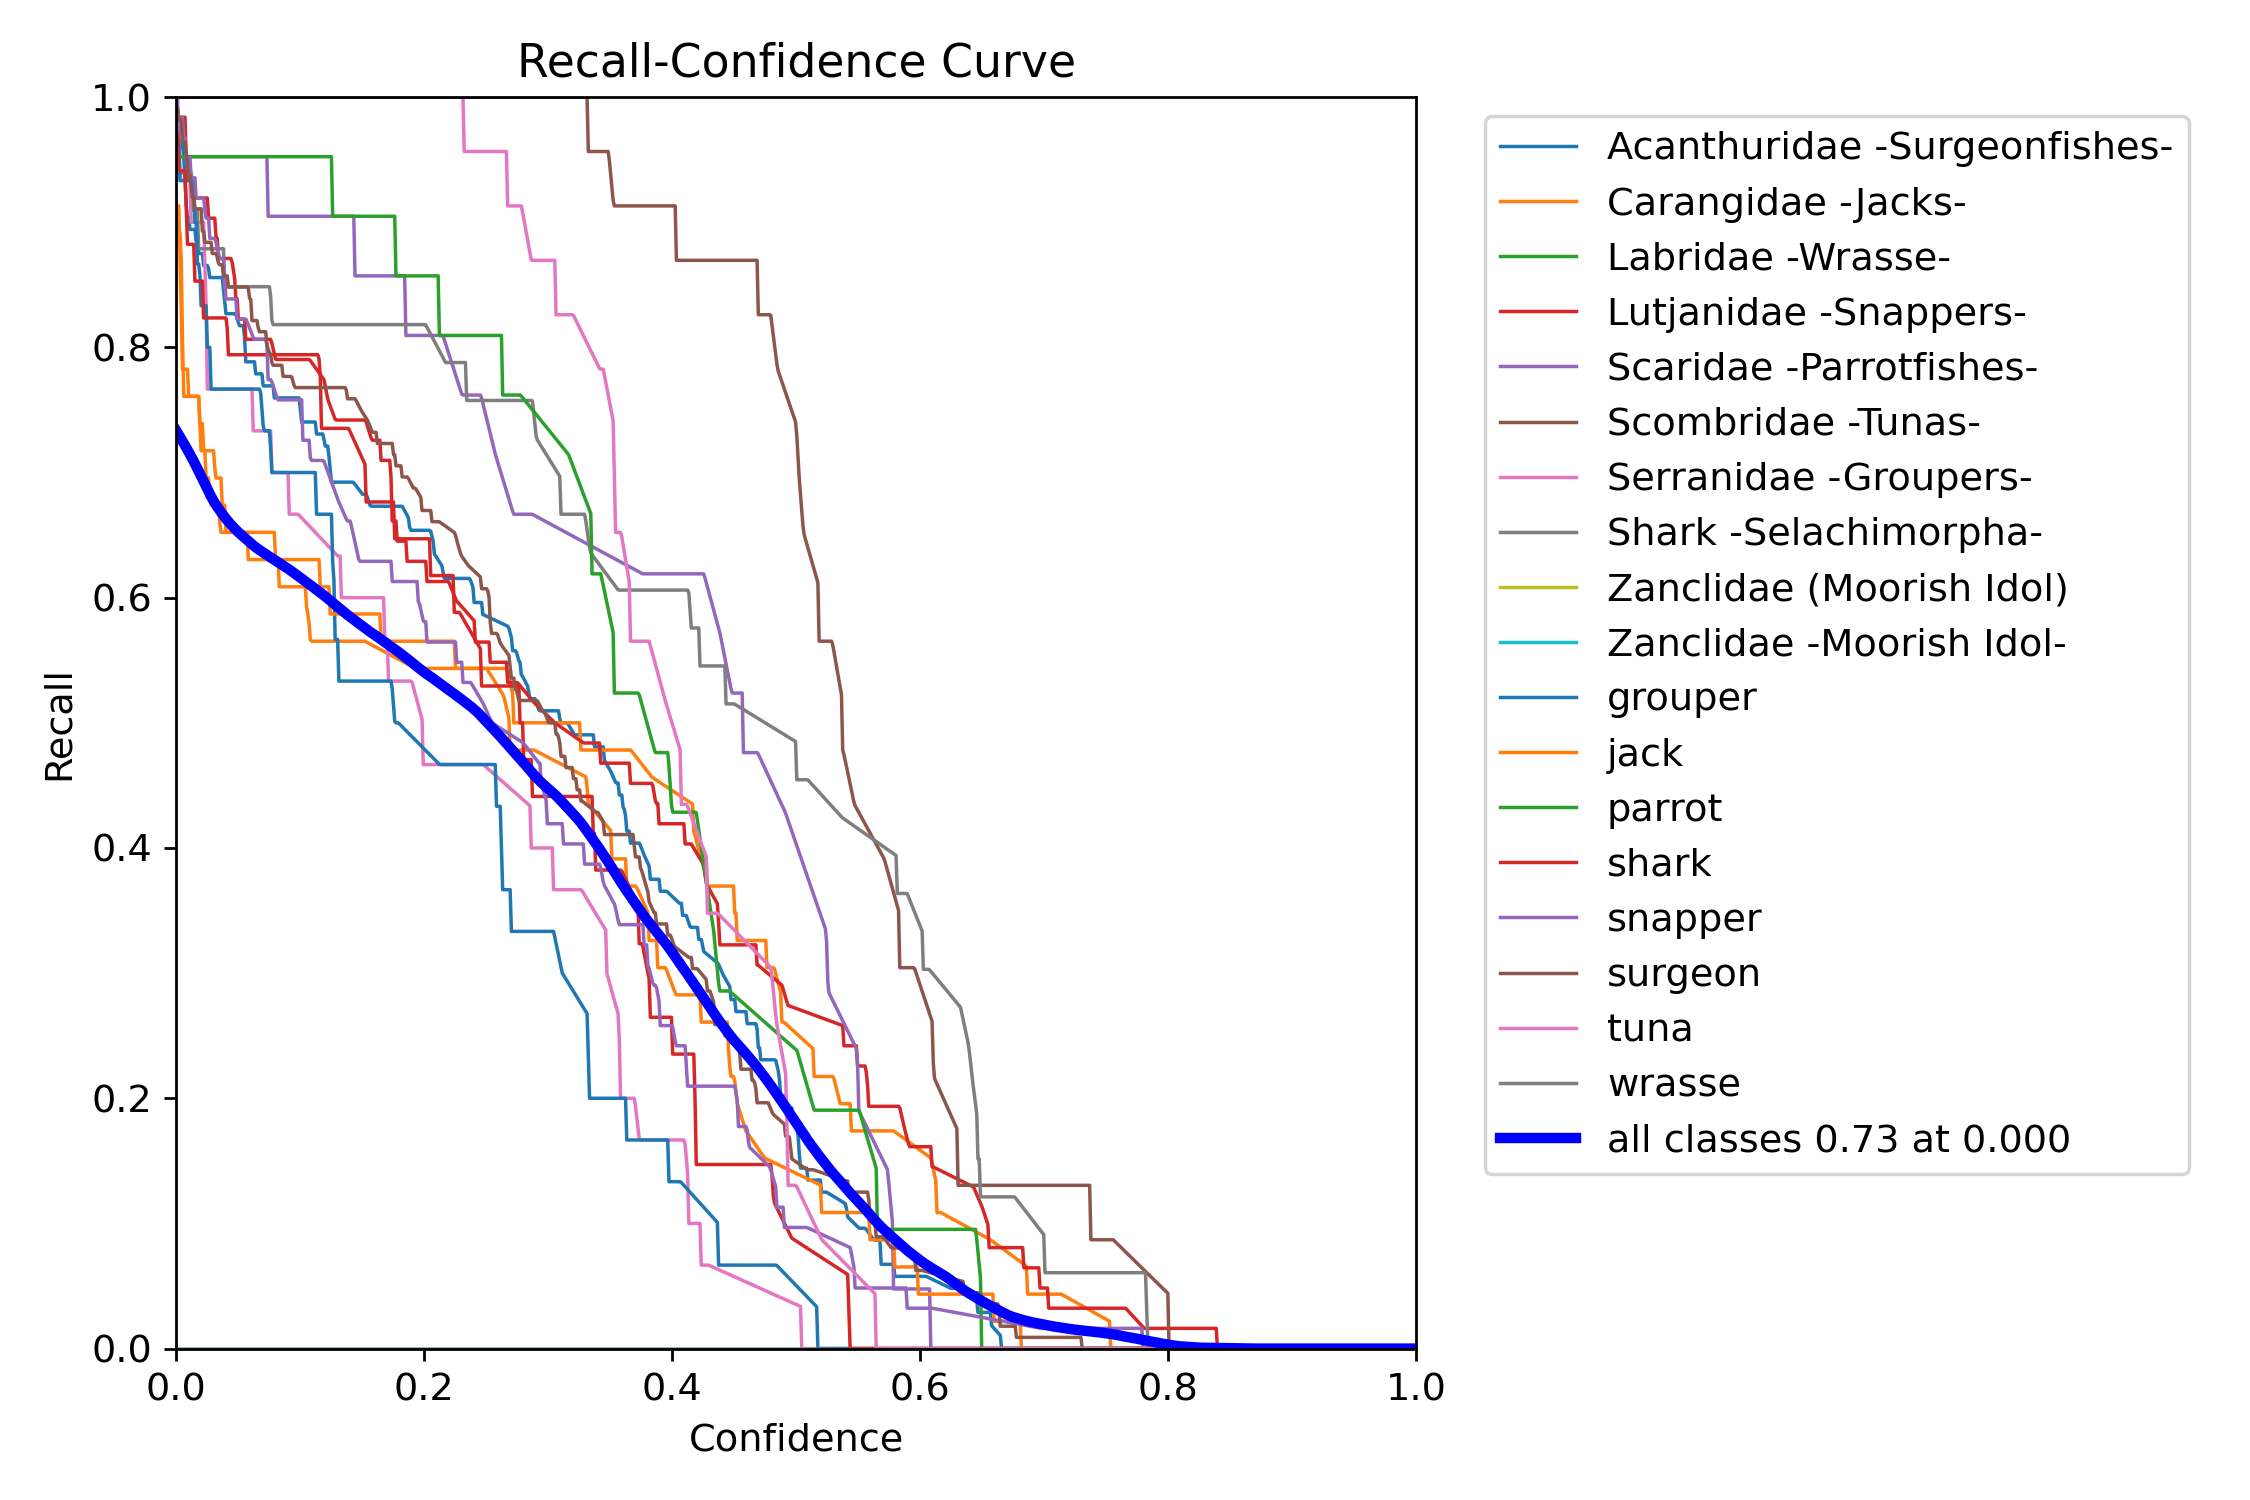 Recall-Confidence Curve
1.0
0.8
0.6
0.4
0.2
0.0
Recall
0.0 0.2 0.4 0.6 0.8 1.0
Confidence
Acanthuridae -Surgeonfishes-
Carangidae -Jacks-
Labridae -Wrasse-
Lutjanidae -Snappers-
Scaridae -Parrotfishes-
Scombridae -Tunas-
Serranidae -Groupers-
Shark -Selachimorpha-
Zanclidae (Moorish Idol)
Zanclidae -Moorish Idol-
grouper
jack
parrot
shark
snapper
surgeon
tuna
wrasse
all classes 0.73 at 0.000